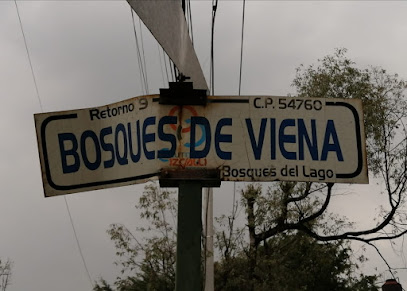 Retorno 9 C.P. 54760
BOSQUES DE VIENA
Bosques del Lago